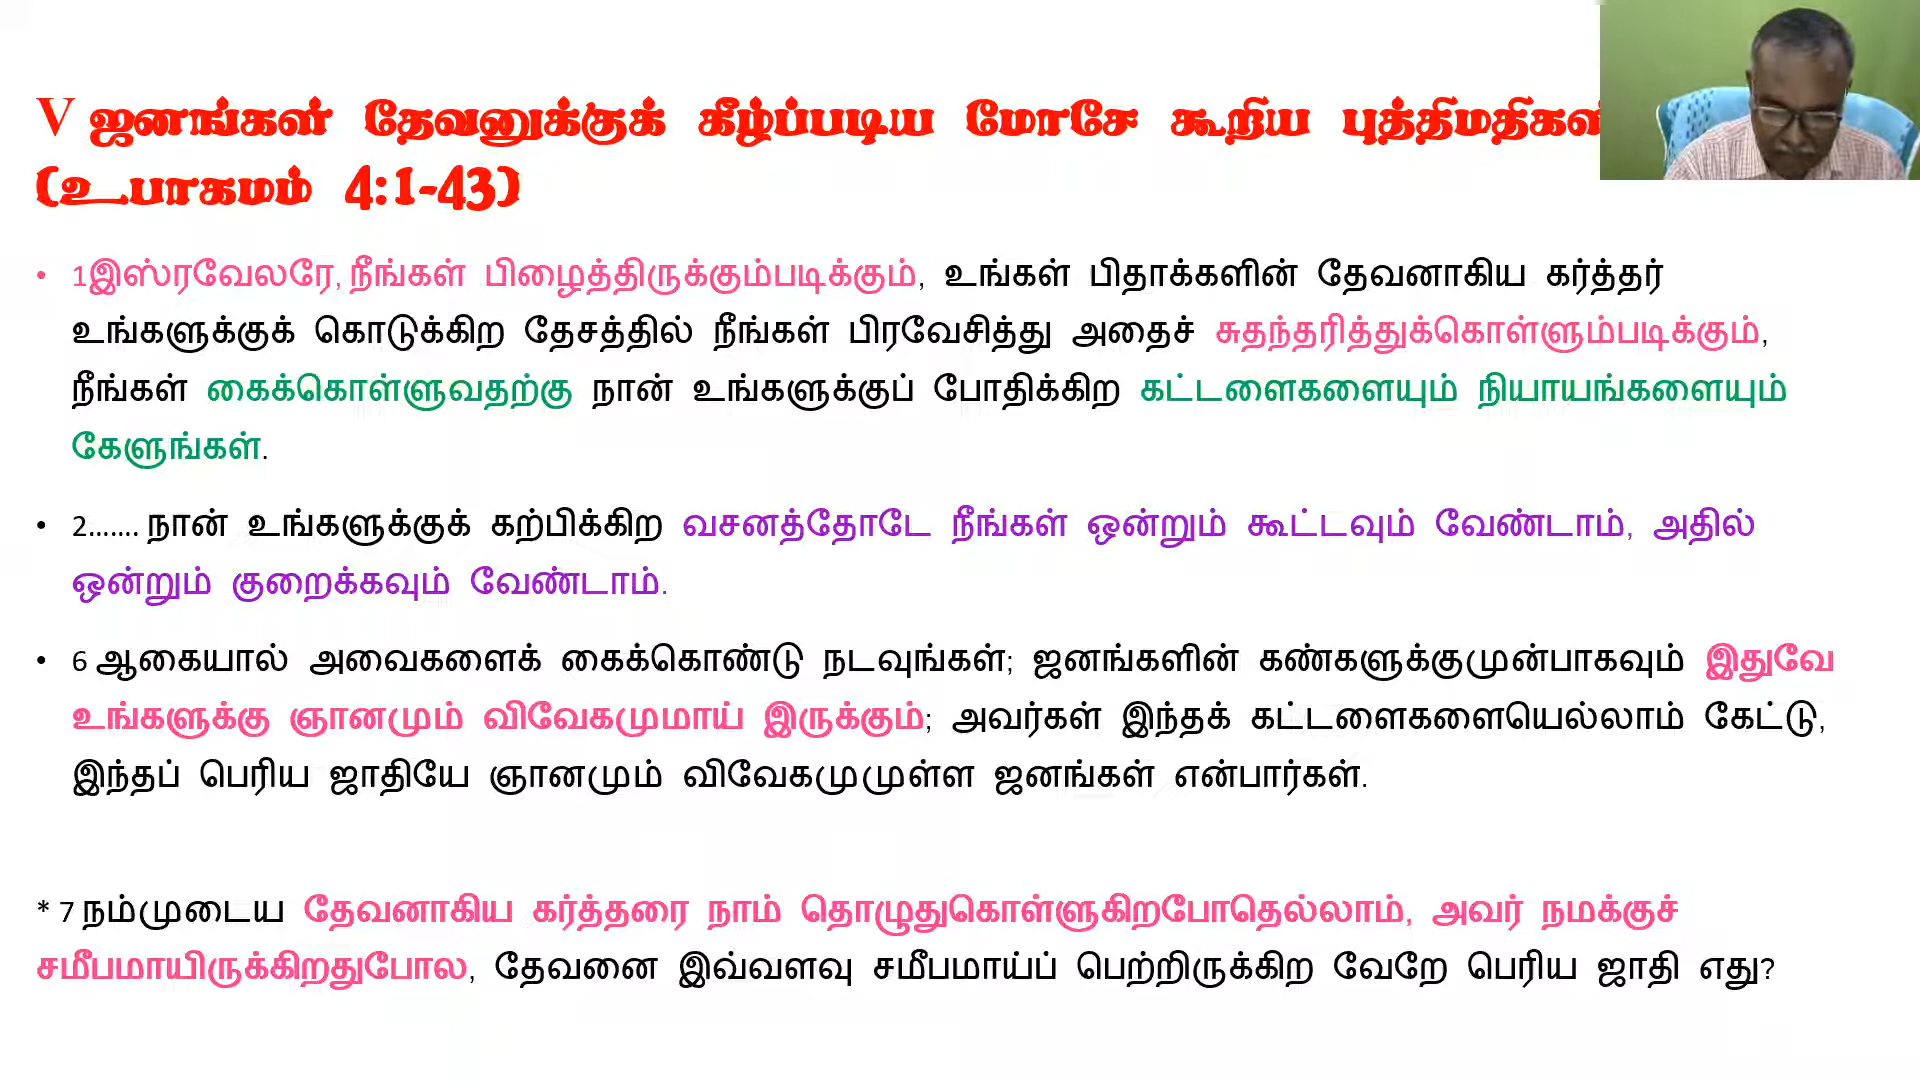 V ஜனங்கள் தேவனுக்குக் கீழ்ப்படிய மோசே கூறிய
(உபாகமம் 4:1-43)
• 1இஸ்ரவேலரே, நீங்கள் பிழைத்திருக்கும்படிக்கும், உங்கள் பிதாக்களின் தேவனாகிய கர்த்தர்
உங்களுக்குக் கொடுக்கிற தேசத்தில் நீங்கள் பிரவேசித்து அதைச் சுதந்தரித்துக்கொள்ளும்படிக்கும்,
நீங்கள் கைக்கொள்ளுவதற்கு நான் உங்களுக்குப் போதிக்கிற கட்டளைகளையும் நியாயங்களையும்
கேளுங்கள்.
• 2....... நான் உங்களுக்குக் கற்பிக்கிற வசனத்தோடே நீங்கள் ஒன்றும் கூட்டவும் வேண்டாம், அதில்
ஒன்றும் குறைக்கவும் வேண்டாம்.
• 6 ஆகையால் அவைகளைக் கைக்கொண்டு நடவுங்கள்; ஜனங்களின் கண்களுக்குமுன்பாகவும் இதுவே
உங்களுக்கு ஞானமும் விவேகமுமாய் இருக்கும்; அவர்கள் இந்தக் கட்டளைகளையெல்லாம் கேட்டு,
இந்தப் பெரிய ஜாதியே ஞானமும் விவேகமுமுள்ள ஜனங்கள் என்பார்கள்.
* 7 நம்முடைய தேவனாகிய கர்த்தரை நாம் தொழுதுகொள்ளுகிறபோதெல்லாம், அவர் நமக்குச்
சமீபமாயிருக்கிறதுபோல, தேவனை இவ்வளவு சமீபமாய்ப் பெற்றிருக்கிற வேறே பெரிய ஜாதி எது?